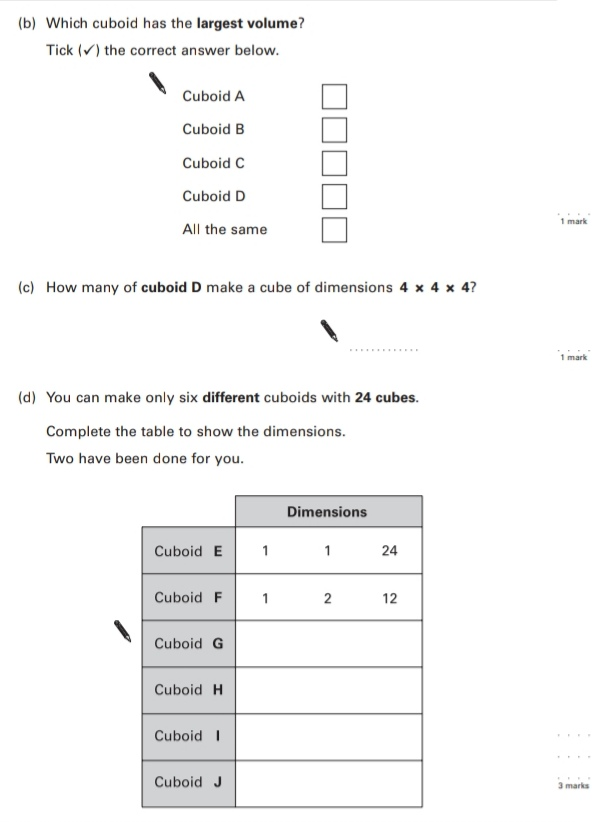 (b) Which cuboid has the largest volume?
Tick (✓) the correct answer below.
Cuboid A
Cuboid B
Cuboid C
Cuboid D
All the same
1 mark
(c) How many of cuboid D make a cube of dimensions 4 × 4 × 4?
.............
1 mark
(d) You can make only six different cuboids with 24 cubes.
Complete the table to show the dimensions.
Two have been done for you.
Dimensions
Cuboid E 1 1 24
Cuboid F 1 2 12
Cuboid G
Cuboid H
Cuboid I
Cuboid J
3 marks